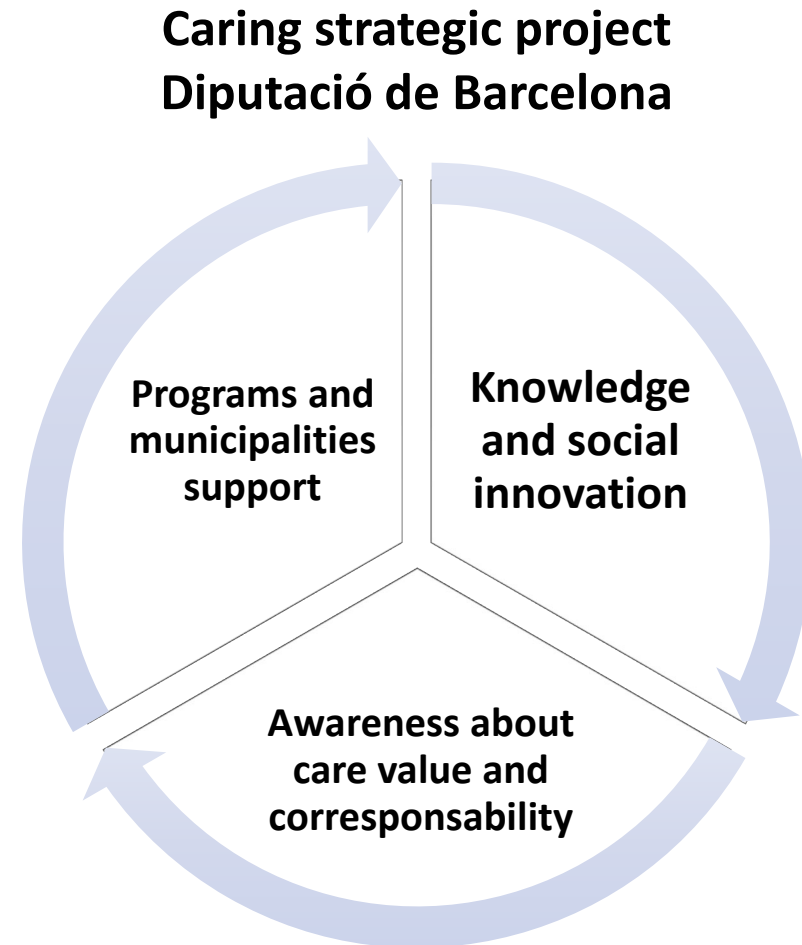 Caring strategic project
Diputació de Barcelona
Programs and
municipalities
support
Knowledge
and social
innovation
Awareness about
care value and
corresponsability